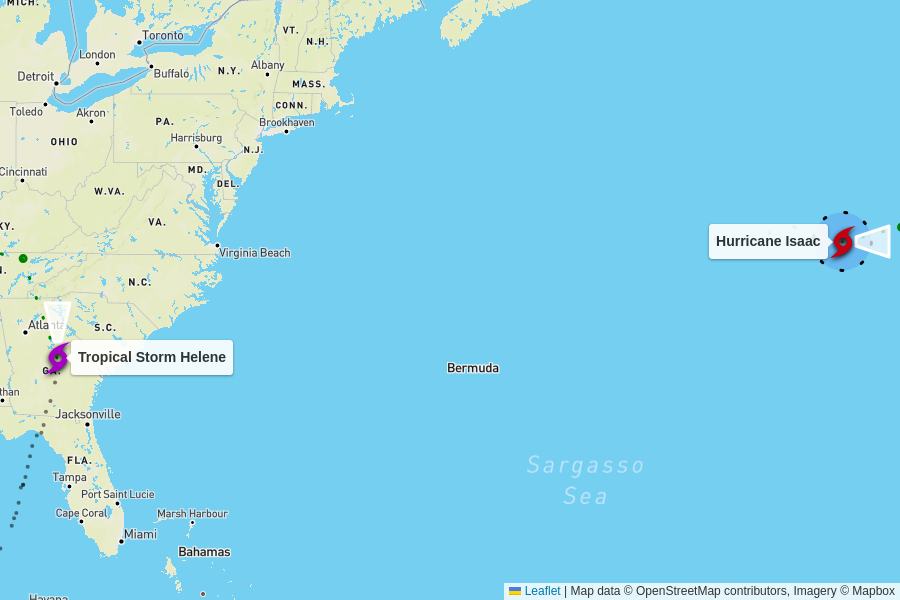 MICH.
Toronto
VT.
N.H.
London
Detroit
Buffalo
N.Y.
Albany
MASS.
Toledo
Akron
CONN.
PA.
Brookhaven
OHIO
Harrisburg
N.J.
Cincinnati
MD.
DEL.
W.VA.
KY.
VA.
Virginia Beach
Hurricane Isaac
N.
N.C.
Atlanta
S.C.
Tropical Storm Helene
GA.
Bermuda
than
Jacksonville
FLA.
Tampa
Sargasso
Sea
Port Saint Lucie
Cape Coral
Marsh Harbour
Miami
Bahamas
Havana
Leaflet | Map data © OpenStreetMap contributors, Imagery © Mapbox